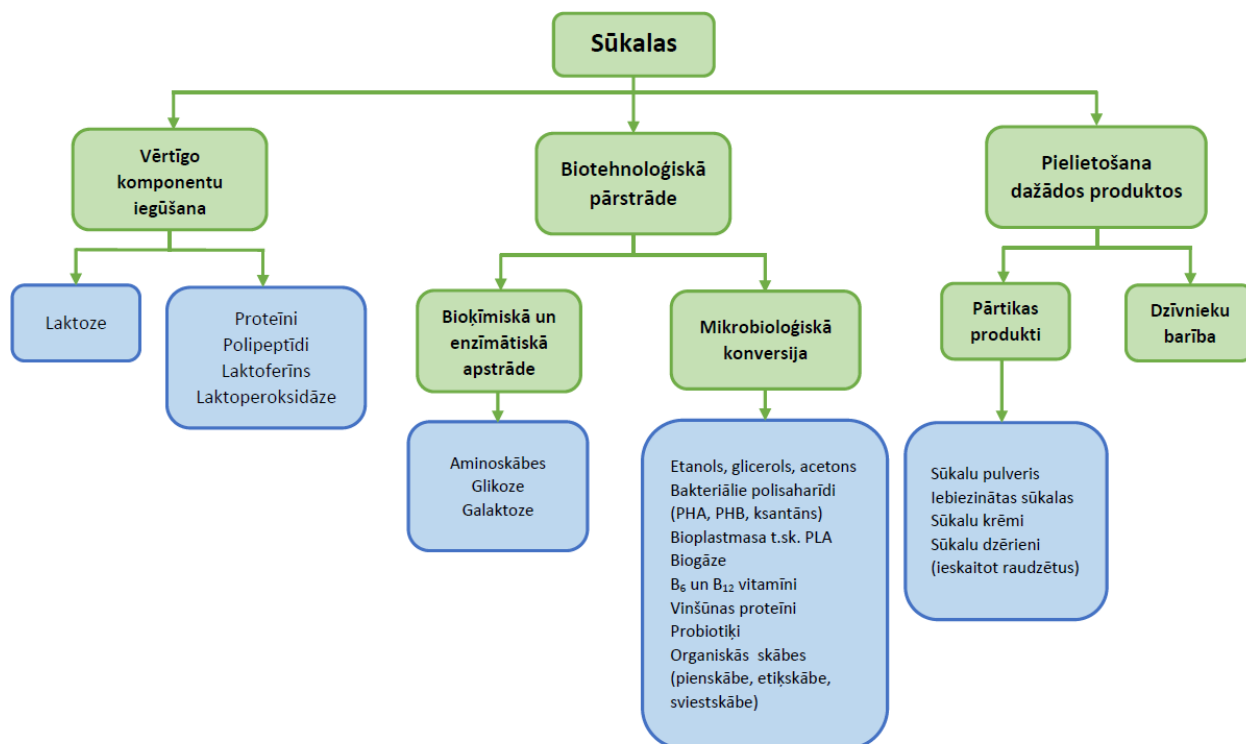 Sūkalas
Vērtīgo
komponentu
iegūšana
Biotehnoloģiskā
pārstrāde
Pielietošana
dažādos produktos
Laktoze
Proteīni
Polipeptīdi
Laktoferīns
Laktoperoksidāze
Bioķīmiskā un
enzīmātiskā
apstrāde
Mikrobioloģiskā
konversija
Pārtikas
produkti
Dzīvnieku
barība
Aminoskābes
Glikoze
Galaktoze
Etanols, glicerols, acetons
Bakteriālie polisaharīdi
(PHA, PHB, ksantāns)
Bioplastmasa t.sk. PLA
Biogāze
B₆ un B₁₂ vitamīni
Vinšūnas proteīni
Probiotiķi
Organiskās skābes
(pienskābe, etiķskābe,
sviestskābe)
Sūkalu pulveris
Iebiezinātas sūkalas
Sūkalu krēmi
Sūkalu dzērieni
(ieskaitot raudzētus)